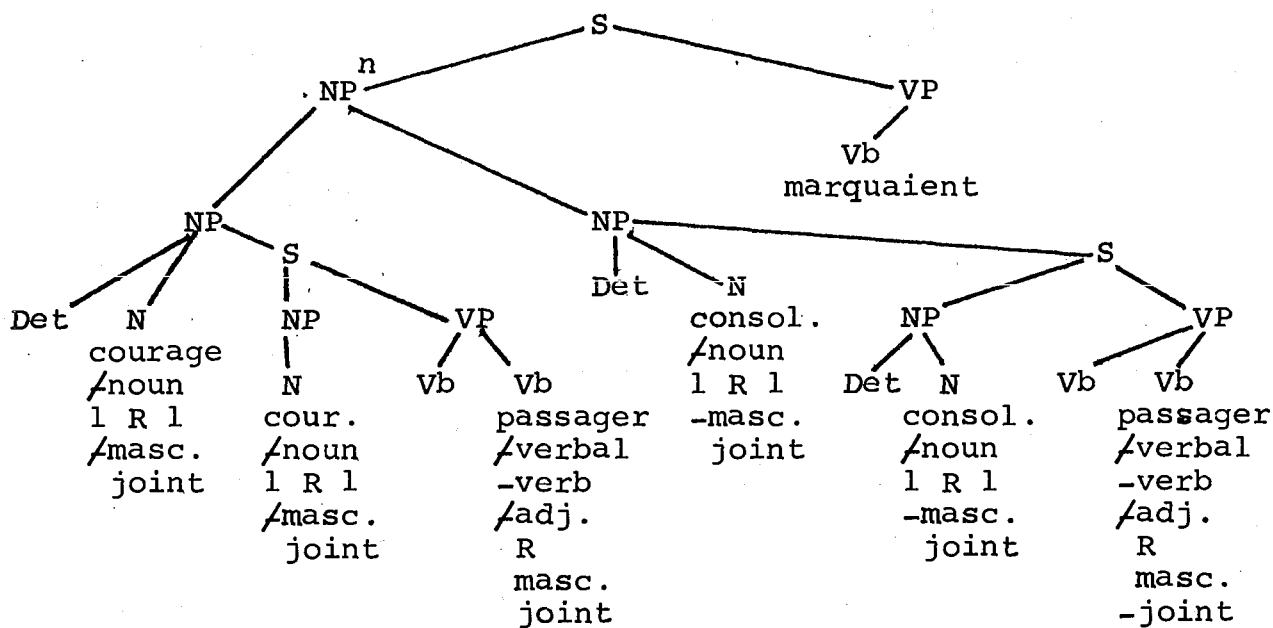 S
NP n
VP
Vb
marquaient
NP NP
S S
Det N
Det N NP VP consol. NP VP
courage +noun
+noun N Vb Vb 1 R 1 Det N Vb Vb
1 R 1 cour. passager -masc. consol. passager
+masc. +noun +verbal joint +noun +verbal
joint 1 R 1 -verb 1 R 1 -verb
+masc. +adj. -masc. +adj.
joint R joint R
masc. masc.
joint -joint